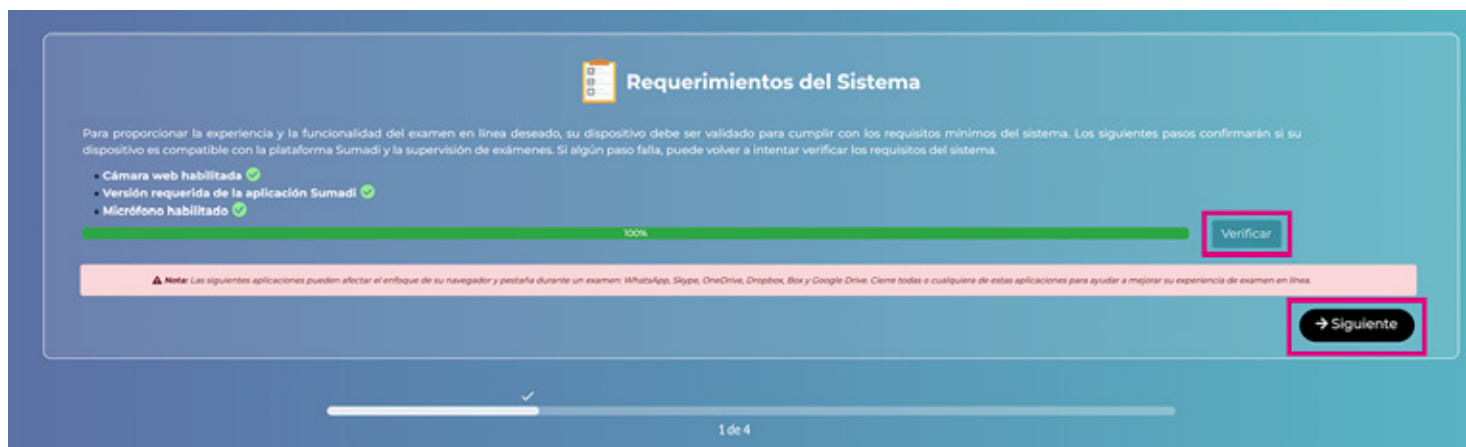 Requerimientos del Sistema
Para proporcionar la experiencia y la funcionalidad del examen en línea deseado, su dispositivo debe ser validado para cumplir con los requisitos mínimos del sistema. Los siguientes pasos confirmarán si su
dispositivo es compatible con la plataforma Sumadi y la supervisión de exámenes. Si algún paso falla, puede volver a intentar verificar los requisitos del sistema.
Cámara web habilitada
Versión requerida de la aplicación Sumadi
Micrófono habilitado
100%
Verificar
Nota: Las siguientes aplicaciones pueden afectar el enfoque de su navegador y pestaña durante un examen: WhatsApp, Skype, OneDrive, Dropbox, Box y Google Drive. Cierre todas o cualquiera de estas aplicaciones para ayudar a mejorar su experiencia de examen en línea.
→ Siguiente
1 de 4